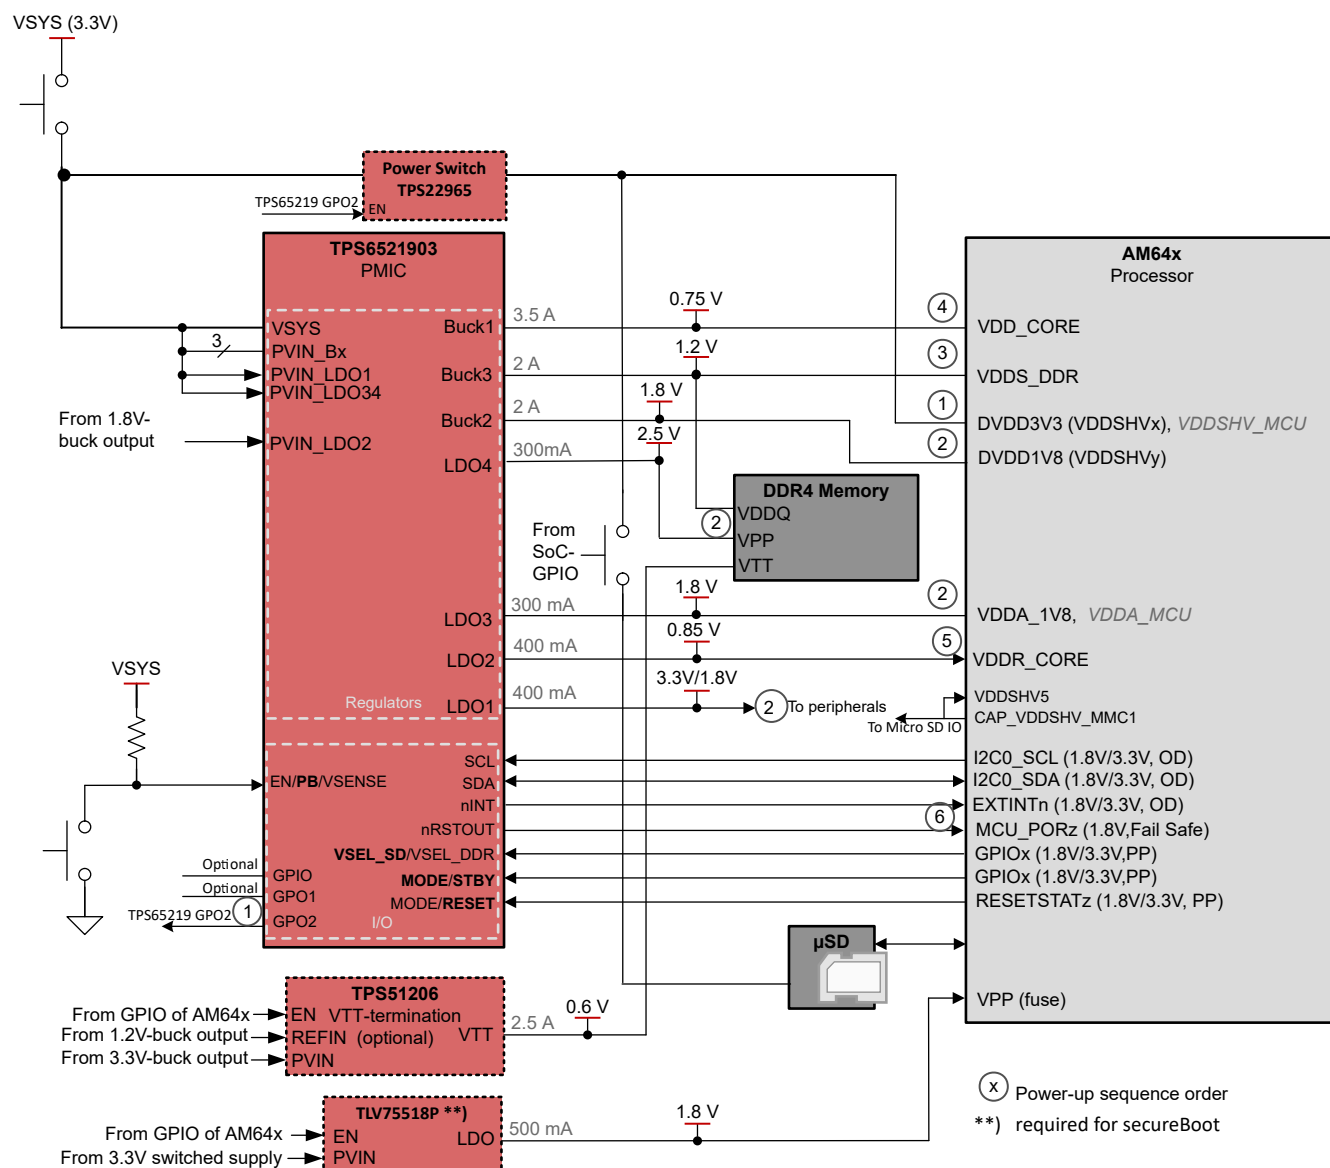 VSYS (3.3V)
Power Switch
TPS22965
TPS65219 GPO2
EN
TPS6521903
PMIC
VSYS
3
PVIN_Bx
PVIN_LDO1
PVIN_LDO34
From 1.8V-
buck output
PVIN_LDO2
Buck1
3.5 A
0.75 V
Buck3
2 A
1.2 V
Buck2
2 A
1.8 V
2.5 V
LDO4
300mA
AM64x
Processor
4
VDD_CORE
3
VDDS_DDR
1
DVDD3V3 (VDDSHVx), VDDSHV_MCU
2
DVDD1V8 (VDDSHVy)
DDR4 Memory
VDDQ
2
VPP
VTT
From
SoC-
GPIO
LDO3
300 mA
1.8 V
2
VDDA_1V8, VDDA_MCU
LDO2
400 mA
0.85 V
5
VDDR_CORE
Regulators
LDO1
400 mA
3.3V/1.8V
2
To peripherals
VDDSHV5
CAP_VDDSHV_MMC1
To Micro SD IO
VSYS
EN/PB/VSENSE
SCL
I2C0_SCL (1.8V/3.3V, OD)
SDA
I2C0_SDA (1.8V/3.3V, OD)
nINT
EXTINTn (1.8V/3.3V, OD)
nRSTOUT
6
MCU_PORz (1.8V,Fail Safe)
VSEL_SD/VSEL_DDR
GPIOx (1.8V/3.3V,PP)
MODE/STBY
GPIOx (1.8V/3.3V,PP)
MODE/RESET
RESETSTATz (1.8V/3.3V, PP)
Optional
GPIO
Optional
GPO1
TPS65219 GPO2
1
GPO2
I/O
µSD
VPP (fuse)
TPS51206
From GPIO of AM64x
EN
VTT-termination
From 1.2V-buck output
REFIN
(optional)
VTT
2.5 A
0.6 V
From 3.3V-buck output
PVIN
TLV75518P **)
From GPIO of AM64x
EN
LDO
500 mA
1.8 V
From 3.3V switched supply
PVIN
x
Power-up sequence order
**) required for secureBoot